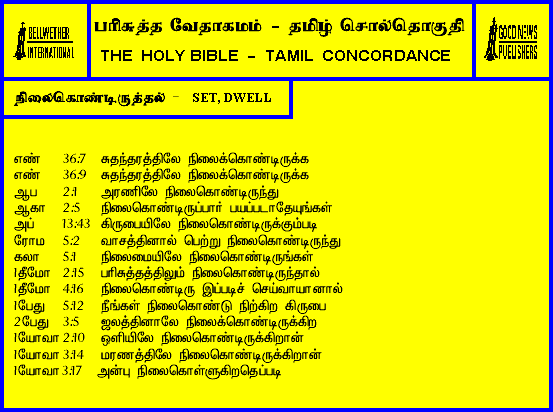 BELLWETHER
INTERNATIONAL
பரிசுத்த வேதாகமம் - தமிழ் சொல்தொகுதி
THE HOLY BIBLE - TAMIL CONCORDANCE
GOOD NEWS
PUBLISHERS
நிலைகொண்டிருத்தல் - SET, DWELL
எண் 36:7 சுதந்தரத்திலே நிலைக்கொண்டிருக்க
எண் 36:9 சுதந்தரத்திலே நிலைக்கொண்டிருக்க
ஆப 2:1 அரணிலே நிலைகொண்டிருந்து
ஆகா 2:5 நிலைகொண்டிருப்பார் பயப்படாதேயுங்கள்
அப் 13:43 கிருபையிலே நிலைகொண்டிருக்கும்படி
ரோம 5:2 வாசத்தினால் பெற்று நிலைகொண்டிருந்து
கலா 5:1 நிலைமையிலே நிலைகொண்டிருங்கள்
1தீமோ 2:15 பரிசுத்தத்திலும் நிலைகொண்டிருந்தால்
1தீமோ 4:16 நிலைகொண்டிரு இப்படிச் செய்வாயானால்
1பேது 5:12 நீங்கள் நிலைகொண்டு நிற்கிற கிருபை
2பேது 3:5 ஜலத்தினாலே நிலைக்கொண்டிருக்கிற
1யோவா 2:10 ஒளியிலே நிலைகொண்டிருக்கிறான்
1யோவா 3:14 மரணத்திலே நிலைகொண்டிருக்கிறான்
1யோவா 3:17 அன்பு நிலைகொள்ளுகிறதெப்படி